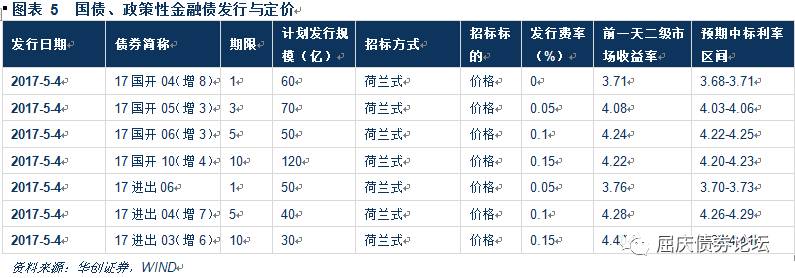 图表 5 国债、政策性金融债发行与定价
发行日期 债券简称 期限 计划发行规模（亿） 招标方式 招标标的 发行费率（%） 前一天二级市场收益率 预期中标利率区间
2017-5-4 17 国开 04（增 8） 1 60 荷兰式 价格 0 3.71 3.68-3.71
2017-5-4 17 国开 05（增 3） 3 70 荷兰式 价格 0.05 4.08 4.03-4.06
2017-5-4 17 国开 06（增 3） 5 50 荷兰式 价格 0.1 4.24 4.22-4.25
2017-5-4 17 国开 10（增 4） 10 120 荷兰式 价格 0.15 4.22 4.20-4.23
2017-5-4 17 进出 06 1 50 荷兰式 价格 0.05 3.76 3.70-3.73
2017-5-4 17 进出 04（增 7） 5 40 荷兰式 价格 0.1 4.28 4.26-4.29
2017-5-4 17 进出 03（增 6） 10 30 荷兰式 价格 0.15
屈庆债券论坛
资料来源：华创证券，WIND